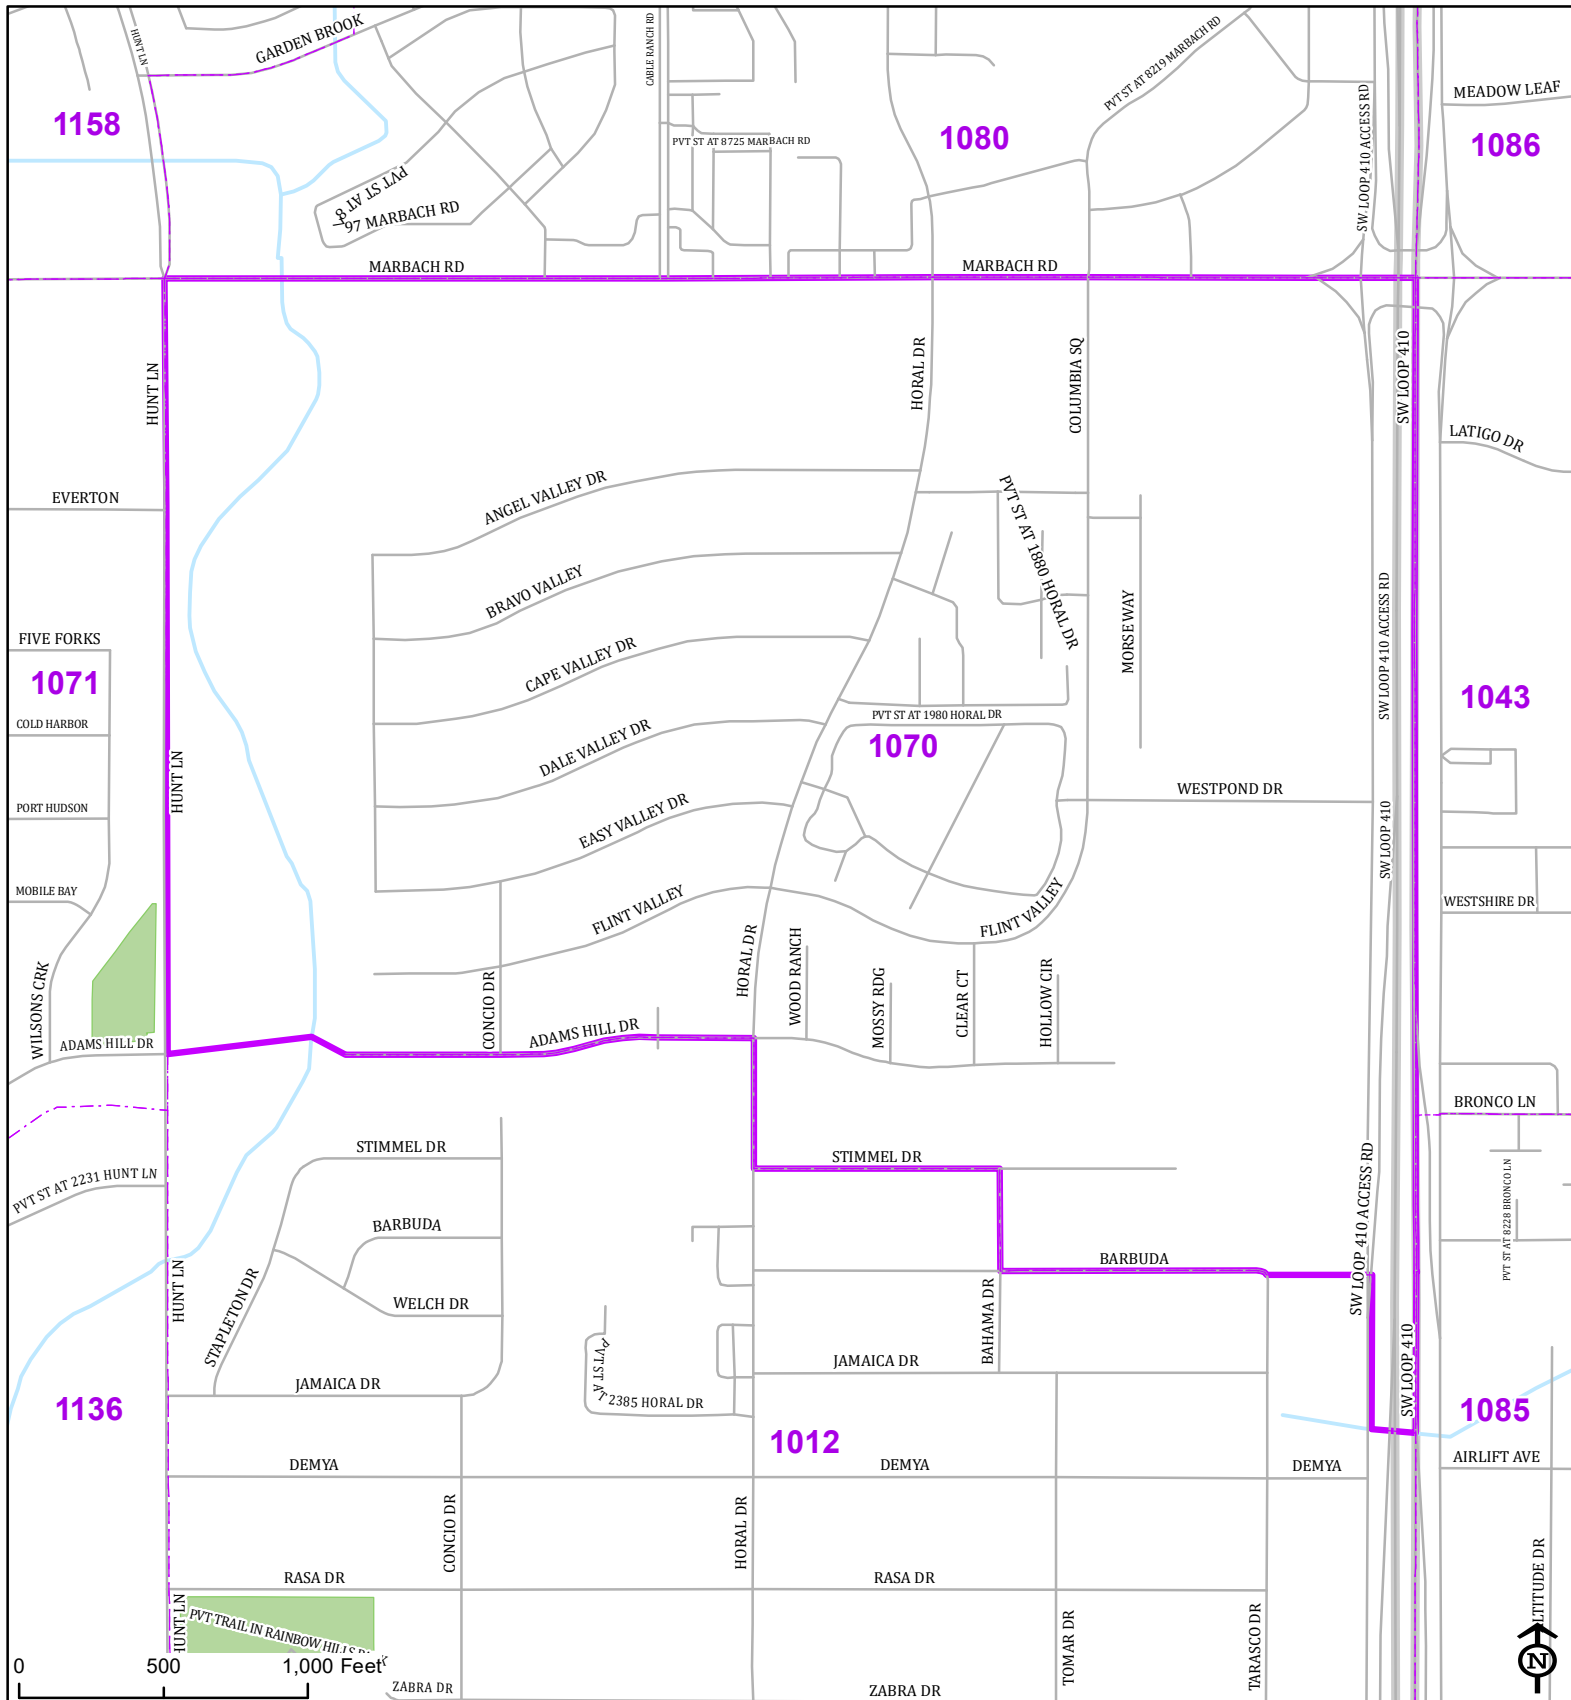 GARDEN BROOK
HUNT LN
CABLE RANCH RD
PVT ST AT 8219 MARBACH RD
MEADOW LEAF
1158
1080
1086
SW LOOP 410 ACCESS RD
PVT ST AT 8725 MARBACH RD
PVT ST AT 8
797 MARBACH RD
MARBACH RD
MARBACH RD
HUNT LN
HORAL DR
COLUMBIA SQ
SW LOOP 410
LATIGO DR
ANGEL VALLEY DR
EVERTON
PVT ST AT 1880 HORAL DR
BRAVO VALLEY
SW LOOP 410 ACCESS RD
MORSE WAY
FIVE FORKS
1071
CAPE VALLEY DR
1043
COLD HARBOR
PVT ST AT 1980 HORAL DR
1070
DALE VALLEY DR
HUNT LN
WESTPOND DR
PORT HUDSON
EASY VALLEY DR
SW LOOP 410
MOBILE BAY
FLINT VALLEY
FLINT VALLEY
WESTSHIRE DR
WILSONS CRK
HORAL DR
WOOD RANCH
MOSSY RDG
CLEAR CT
HOLLOW CIR
CONCIO DR
ADAMS HILL DR
ADAMS HILL DR
BRONCO LN
STIMMEL DR
STIMMEL DR
PVT ST AT 2231 HUNT LN
SW LOOP 410 ACCESS RD
PVT ST AT 8228 BRONCO LN
BARBUDA
BARBUDA
HUNT LN
STAPLETON DR
WELCH DR
BAHAMA DR
SW LOOP 410
PVT ST AT 2385 HORAL DR
JAMAICA DR
JAMAICA DR
1136
1012
1085
DEMYA
DEMYA
DEMYA
AIRLIFT AVE
CONCIO DR
HORAL DR
RASA DR
RASA DR
HUNT LN
PVT TRAIL IN RAINBOW HILLS
TOMAR DR
TARASCO DR
LTITUDE DR
0 500 1,000 Feet
ZABRA DR
ZABRA DR
N